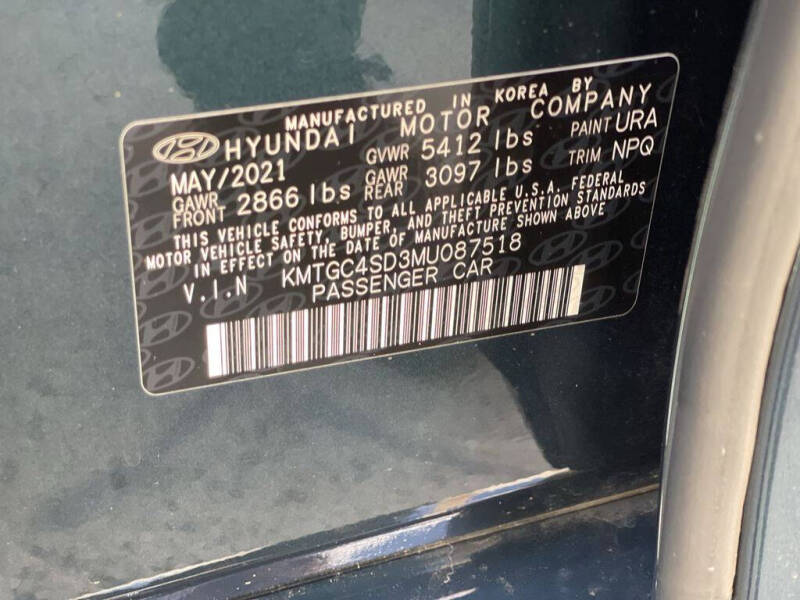 MANUFACTURED IN KOREA BY
HYUNDAI MOTOR COMPANY
MAY/2021 GVWR 5412 lbs PAINT URA
GAWR FRONT 2866 lbs GAWR REAR 3097 lbs TRIM NPQ
THIS VEHICLE CONFORMS TO ALL APPLICABLE U.S.A. FEDERAL
MOTOR VEHICLE SAFETY, BUMPER, AND THEFT PREVENTION STANDARDS
IN EFFECT ON THE DATE OF MANUFACTURE SHOWN ABOVE
V.I.N KMTGC4SD3MU087518
PASSENGER CAR